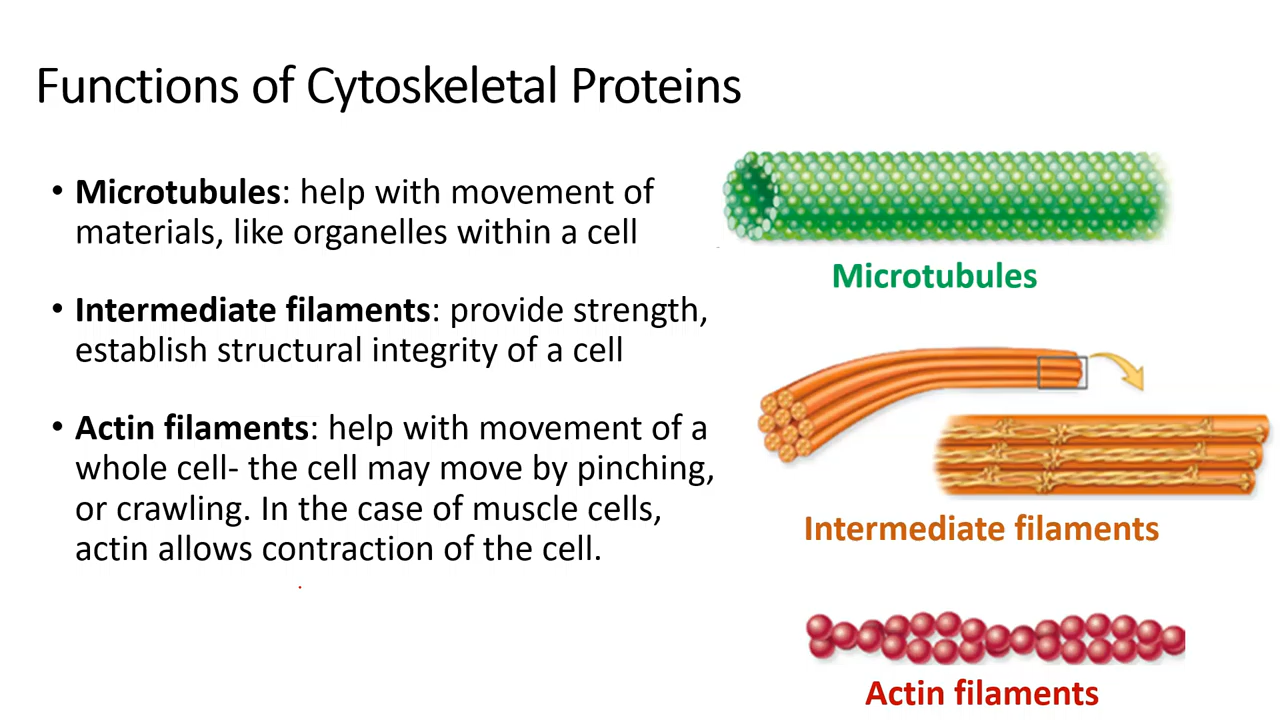 Functions of Cytoskeletal Proteins
• Microtubules: help with movement of
materials, like organelles within a cell
• Intermediate filaments: provide strength,
establish structural integrity of a cell
• Actin filaments: help with movement of a
whole cell- the cell may move by pinching,
or crawling. In the case of muscle cells,
actin allows contraction of the cell.
Microtubules
Intermediate filaments
Actin filaments